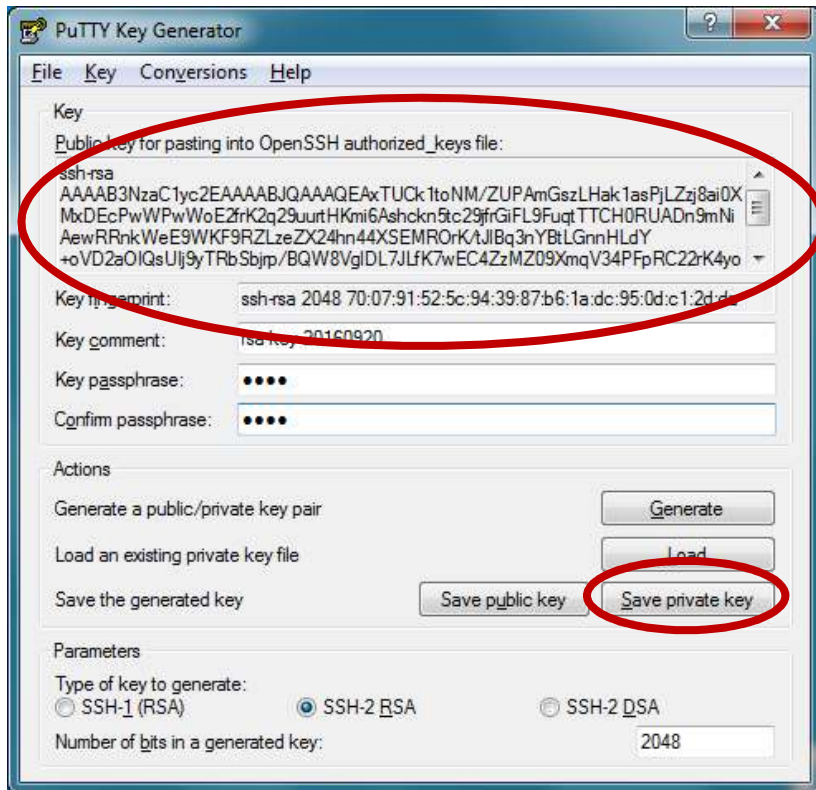 PuTTY Key Generator
File Key Conversions Help
Key
Public key for pasting into OpenSSH authorized_keys file:
ssh-rsa
AAAAB3NzaC1yc2EAAAABJQAAAQEAxTUCk1toNM/ZUPAmGszLHak1asPjLZzj8ai0X
MxDEcPwWPwWoE2frK2q29uurtHKmi6Ashckn5tc29jfrGiFL9FuqtTTCH0RUADn9mNi
AewRRnkWeE9WKF9RZLzeZX24hn44XSEMROrK/tJIBq3nYBtLGnnHLdY
+oVD2aOIQsUIj9yTRbSbjrp/BQW8VgIDL7JLfK7wEC4ZzMZ09XmqV34PFpRC22rK4yo
Key fingerprint: ssh-rsa 2048 70:07:91:52:5c:94:39:87:b6:1a:dc:95:0d:c1:2d:da
Key comment: rsa-key-20160920
Key passphrase: ●●●●
Confirm passphrase: ●●●●
Actions
Generate a public/private key pair Generate
Load an existing private key file Load
Save the generated key Save public key Save private key
Parameters
Type of key to generate:
SSH-1 (RSA) SSH-2 RSA SSH-2 DSA
Number of bits in a generated key: 2048